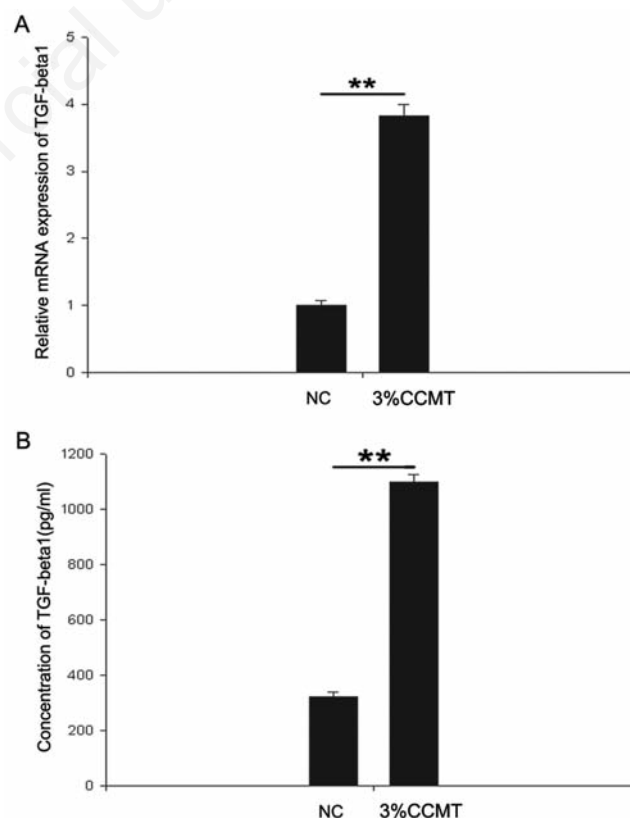 A
Relative mRNA expression of TGF-beta1
5
4
3
2
1
0
**
NC
3%CCMT
B
Concentration of TGF-beta1(pg/ml)
1200
1000
800
600
400
200
0
**
NC
3%CCMT